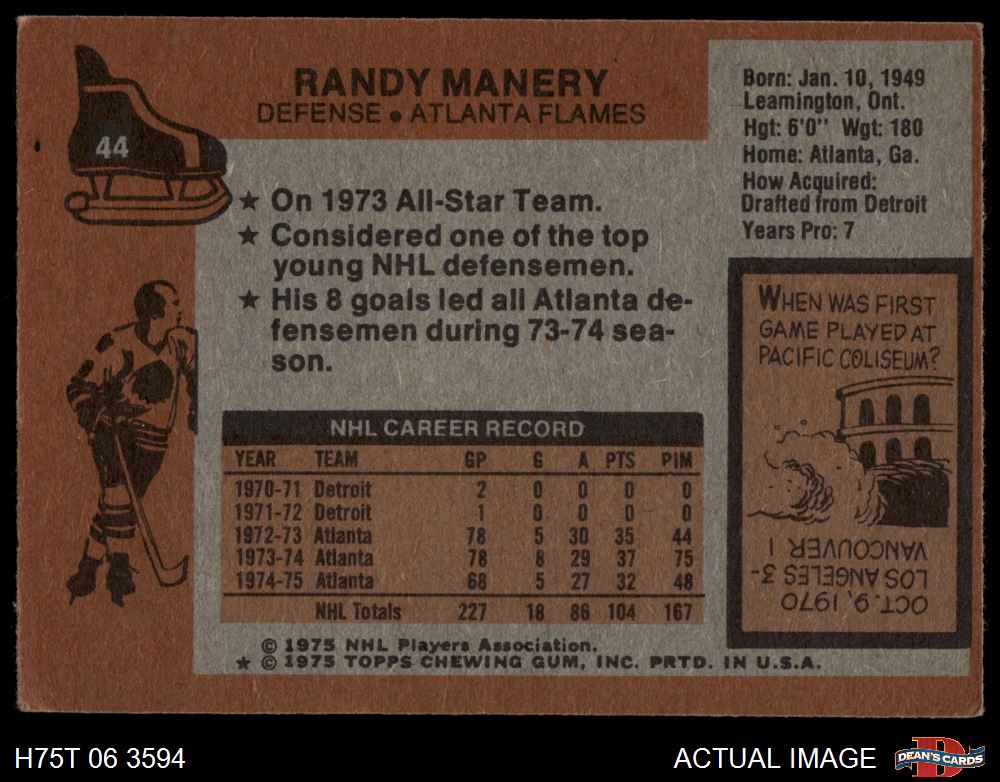 44
RANDY MANERY
DEFENSE • ATLANTA FLAMES
★ On 1973 All-Star Team.
★ Considered one of the top
young NHL defensemen.
★ His 8 goals led all Atlanta de-
fensemen during 73-74 sea-
son.
Born: Jan. 10, 1949
Leamington, Ont.
Hgt: 6'0" Wgt: 180
Home: Atlanta, Ga.
How Acquired:
Drafted from Detroit
Years Pro: 7
WHEN WAS FIRST
GAME PLAYED AT
PACIFIC COLISEUM?
OCT. 9, 1970
LOS ANGELES 3-
VANCOUVER 1
NHL CAREER RECORD
YEAR TEAM GP G A PTS PIM
1970-71 Detroit 2 0 0 0 0
1971-72 Detroit 1 0 0 0 0
1972-73 Atlanta 78 5 30 35 44
1973-74 Atlanta 78 8 29 37 75
1974-75 Atlanta 68 5 27 32 48
NHL Totals 227 18 86 104 167
© 1975 NHL Players Association.
★ © 1975 TOPPS CHEWING GUM, INC. PRTD. IN U.S.A.
H75T 06 3594
ACTUAL IMAGE
D
DEAN'S CARDS